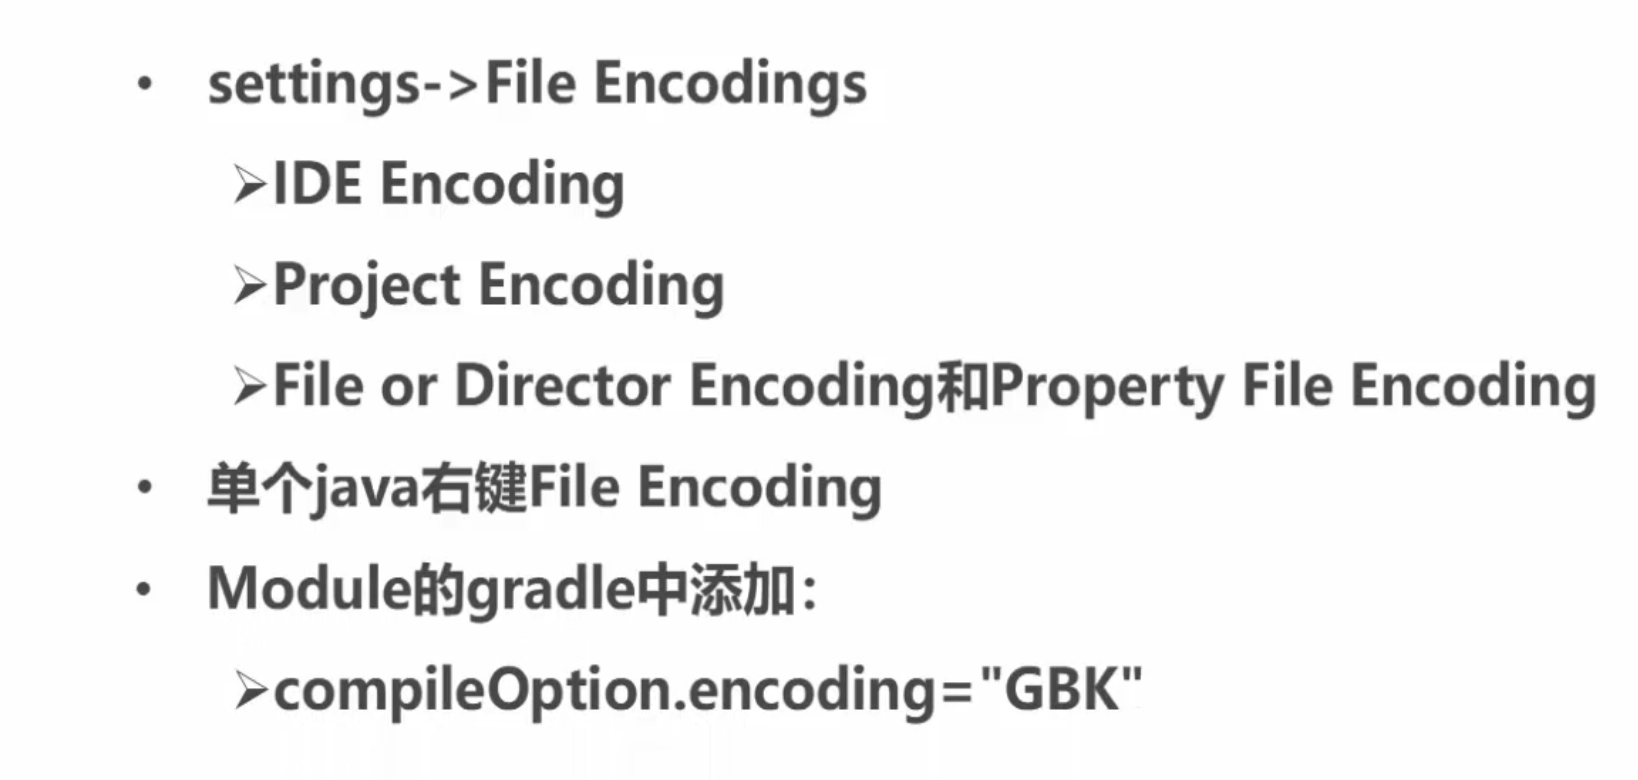 • settings->File Encodings
➢IDE Encoding
➢Project Encoding
➢File or Director Encoding和Property File Encoding
• 单个java右键File Encoding
• Module的gradle中添加：
➢compileOption.encoding="GBK"